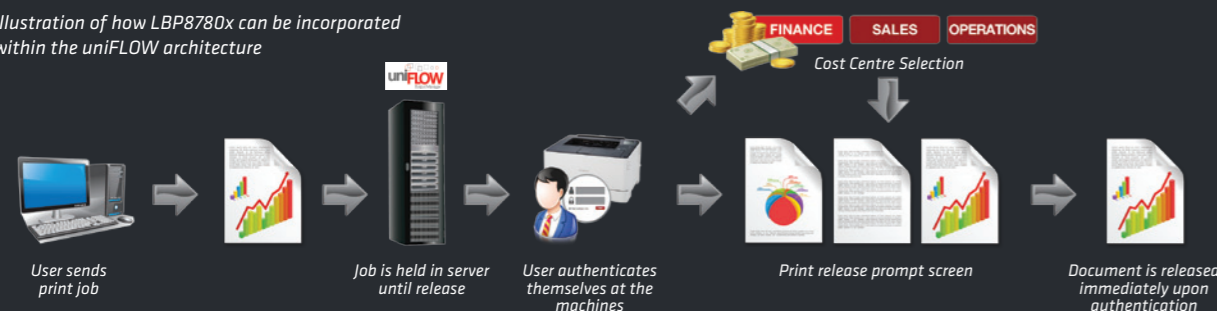 llustration of how LBP8780x can be incorporated
within the uniFLOW architecture
uniFLOW
FINANCE
SALES
OPERATIONS
Cost Centre Selection
User sends
print job
Job is held in server
until release
User authenticates
themselves at the
machines
Print release prompt screen
Document is released
immediately upon
authentication